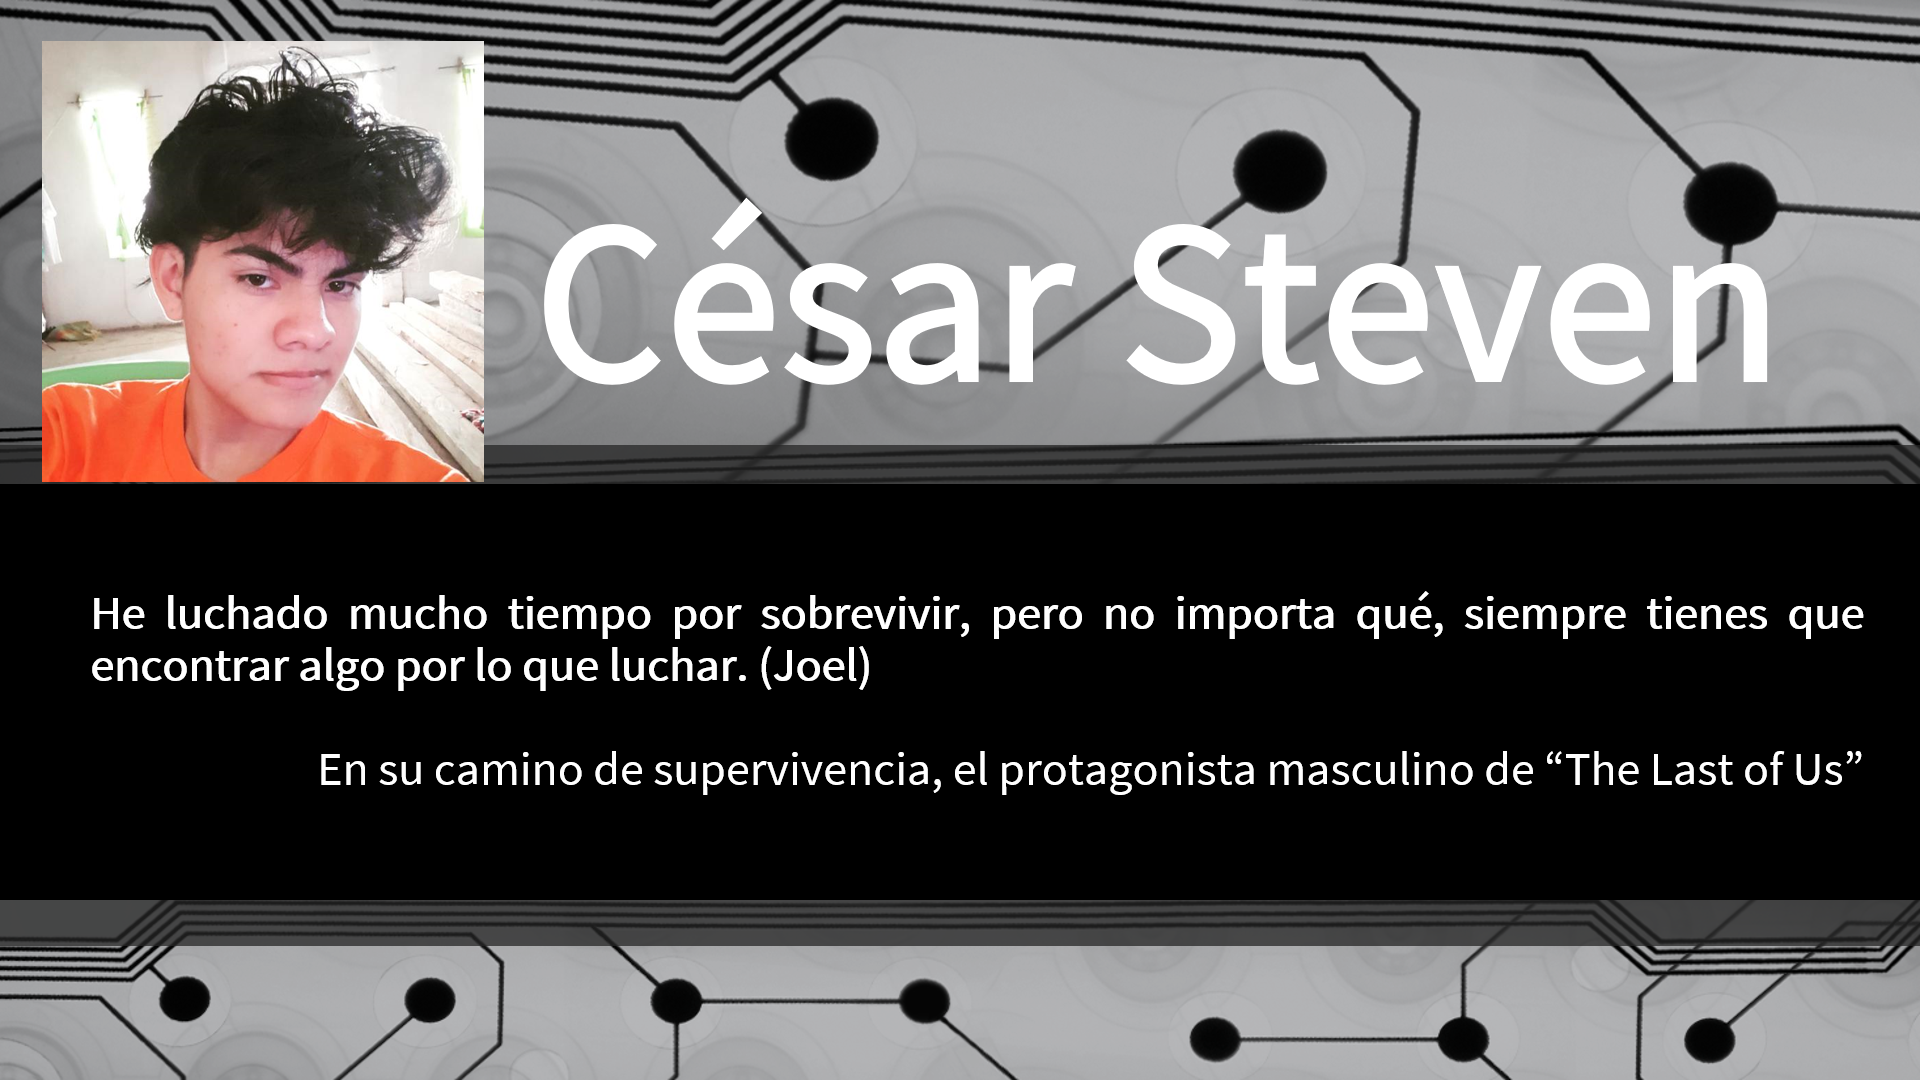 César Steven
He luchado mucho tiempo por sobrevivir, pero no importa qué, siempre tienes que
encontrar algo por lo que luchar. (Joel)
En su camino de supervivencia, el protagonista masculino de “The Last of Us”